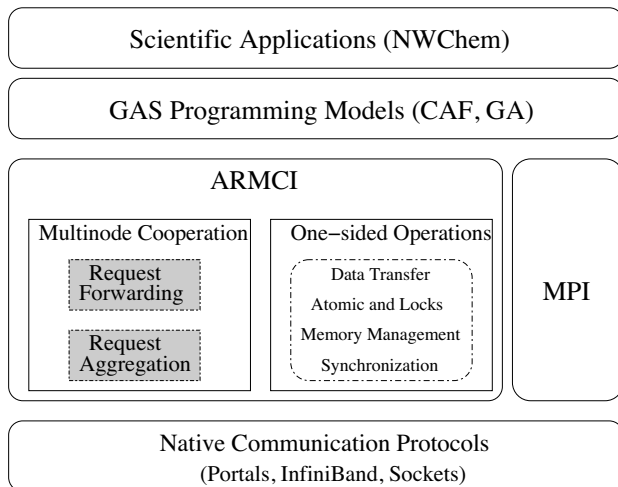 Scientific Applications (NWChem)
GAS Programming Models (CAF, GA)
ARMCI
Multinode Cooperation
Request
Forwarding
Request
Aggregation
One−sided Operations
Data Transfer
Atomic and Locks
Memory Management
Synchronization
MPI
Native Communication Protocols
(Portals, InfiniBand, Sockets)